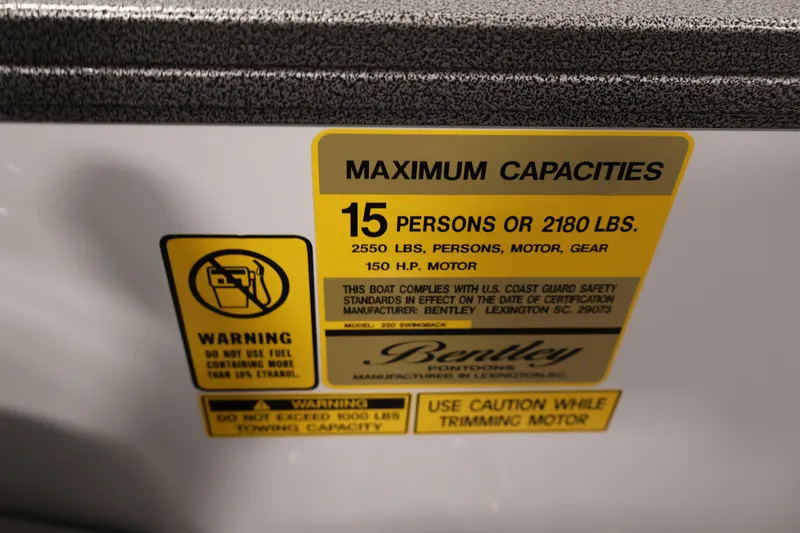 MAXIMUM CAPACITIES
15 PERSONS OR 2180 LBS.
2550 LBS, PERSONS, MOTOR, GEAR
150 H.P. MOTOR
THIS BOAT COMPLIES WITH U.S. COAST GUARD SAFETY
STANDARDS IN EFFECT ON THE DATE OF CERTIFICATION
MANUFACTURER: BENTLEY LEXINGTON SC. 29073
MODEL: 220 SWINGBACK
Bentley
PONTOONS
MANUFACTURED IN LEXINGTON, SC.
WARNING
DO NOT USE FUEL
CONTAINING MORE
THAN 10% ETHANOL.
WARNING
DO NOT EXCEED 1000 LBS
TOWING CAPACITY
USE CAUTION WHILE
TRIMMING MOTOR